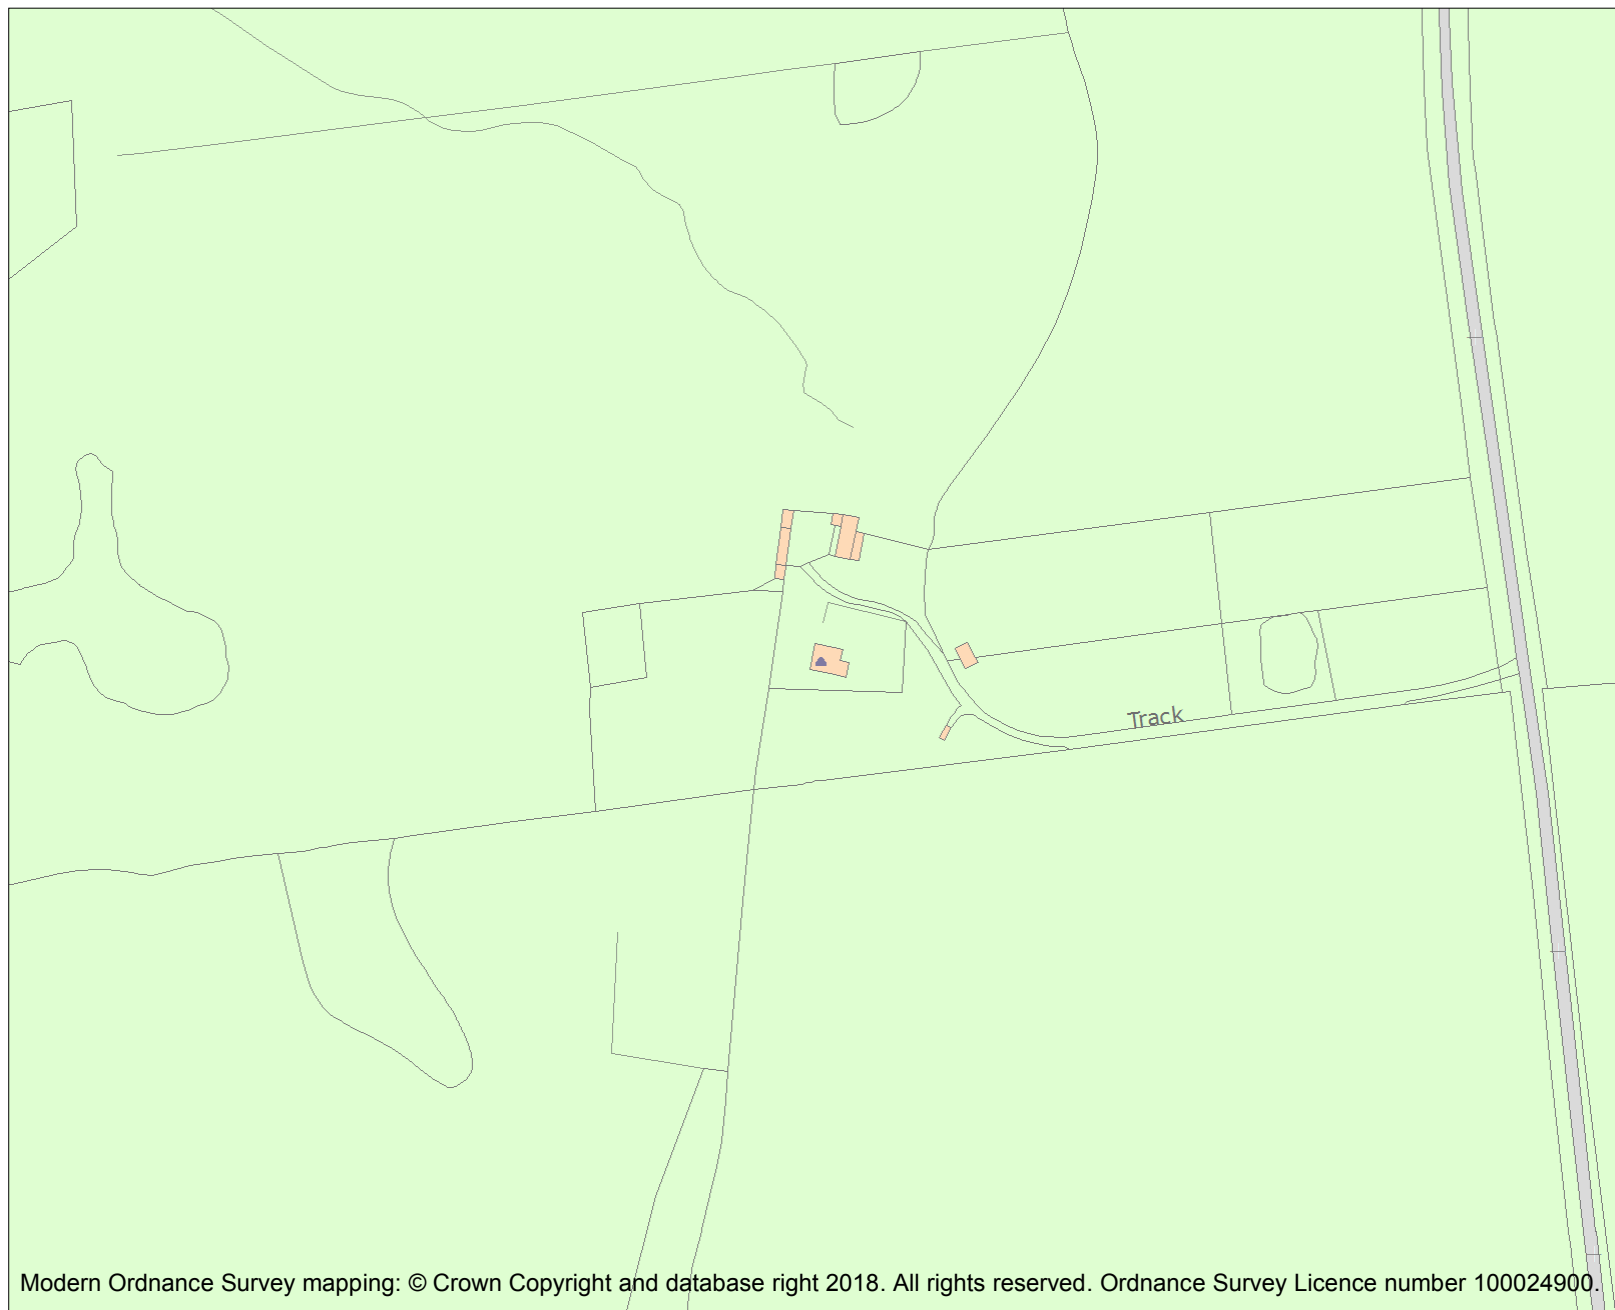 Track
Modern Ordnance Survey mapping: © Crown Copyright and database right 2018. All rights reserved. Ordnance Survey Licence number 100024900.